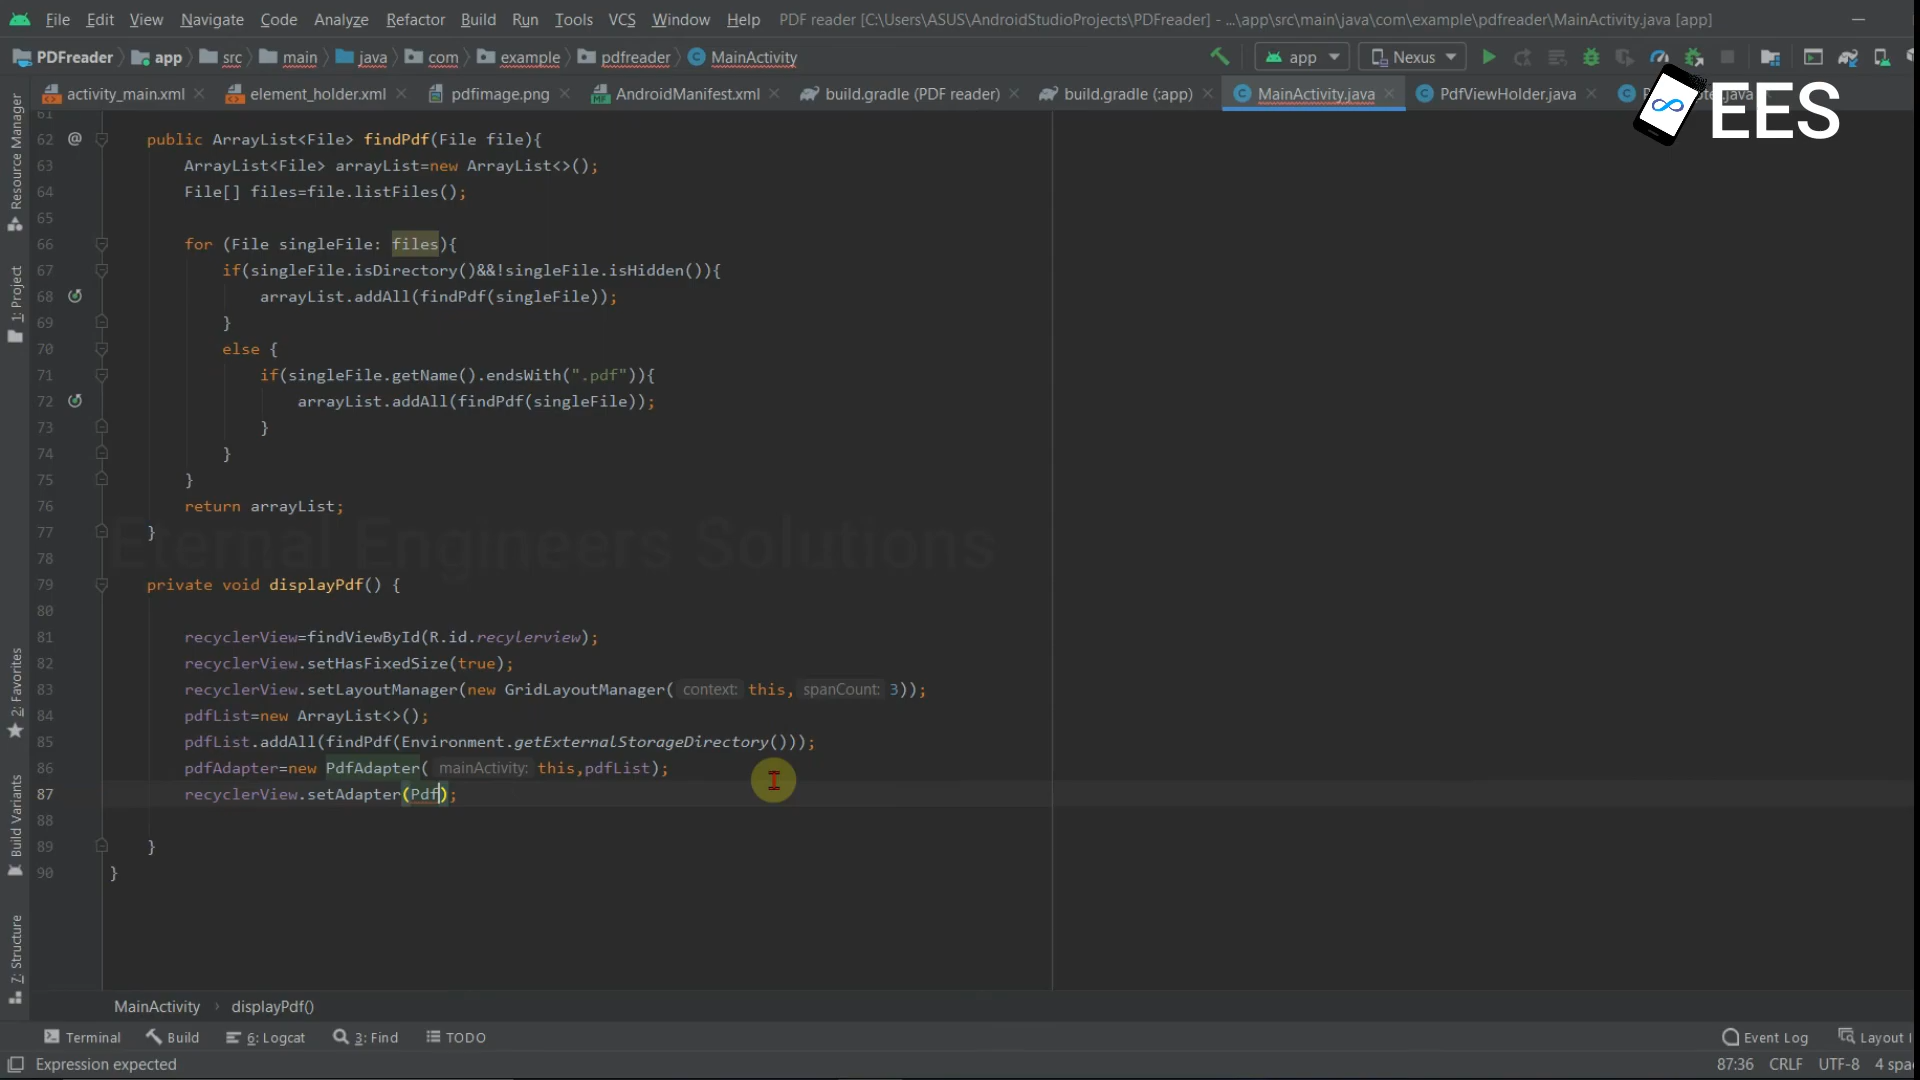 File Edit View Navigate Code Analyze Refactor Build Run Tools VCS Window Help PDF reader [C:\Users\ASUS\AndroidStudioProjects\PDFreader] - ...\app\src\main\java\com\example\pdfreader\MainActivity.java [app]
PDFreader app src main java com example pdfreader MainActivity app Nexus
activity_main.xml element_holder.xml pdfimage.png AndroidManifest.xml build.gradle (PDF reader) build.gradle (:app) MainActivity.java PdfViewHolder.java
EES
Resource Manager
1: Project
2: Favorites
Build Variants
7: Structure
61
62 @ public ArrayList<File> findPdf(File file){
63 ArrayList<File> arrayList=new ArrayList<>();
64 File[] files=file.listFiles();
65
66 for (File singleFile: files){
67 if(singleFile.isDirectory()&&!singleFile.isHidden()){
68 arrayList.addAll(findPdf(singleFile));
69 }
70 else {
71 if(singleFile.getName().endsWith(".pdf")){
72 arrayList.addAll(findPdf(singleFile));
73 }
74 }
75 }
76 return arrayList;
77 }
Eternal Engineers Solutions
78
79 private void displayPdf() {
80
81 recyclerView=findViewById(R.id.recylerview);
82 recyclerView.setHasFixedSize(true);
83 recyclerView.setLayoutManager(new GridLayoutManager( context: this, spanCount: 3));
84 pdfList=new ArrayList<>();
85 pdfList.addAll(findPdf(Environment.getExternalStorageDirectory()));
86 pdfAdapter=new PdfAdapter( mainActivity: this,pdfList);
87 recyclerView.setAdapter(Pdf);
88
89 }
90 }
MainActivity › displayPdf()
Terminal Build 6: Logcat 3: Find TODO Event Log Layout I
Expression expected 87:36 CRLF UTF-8 4 spa